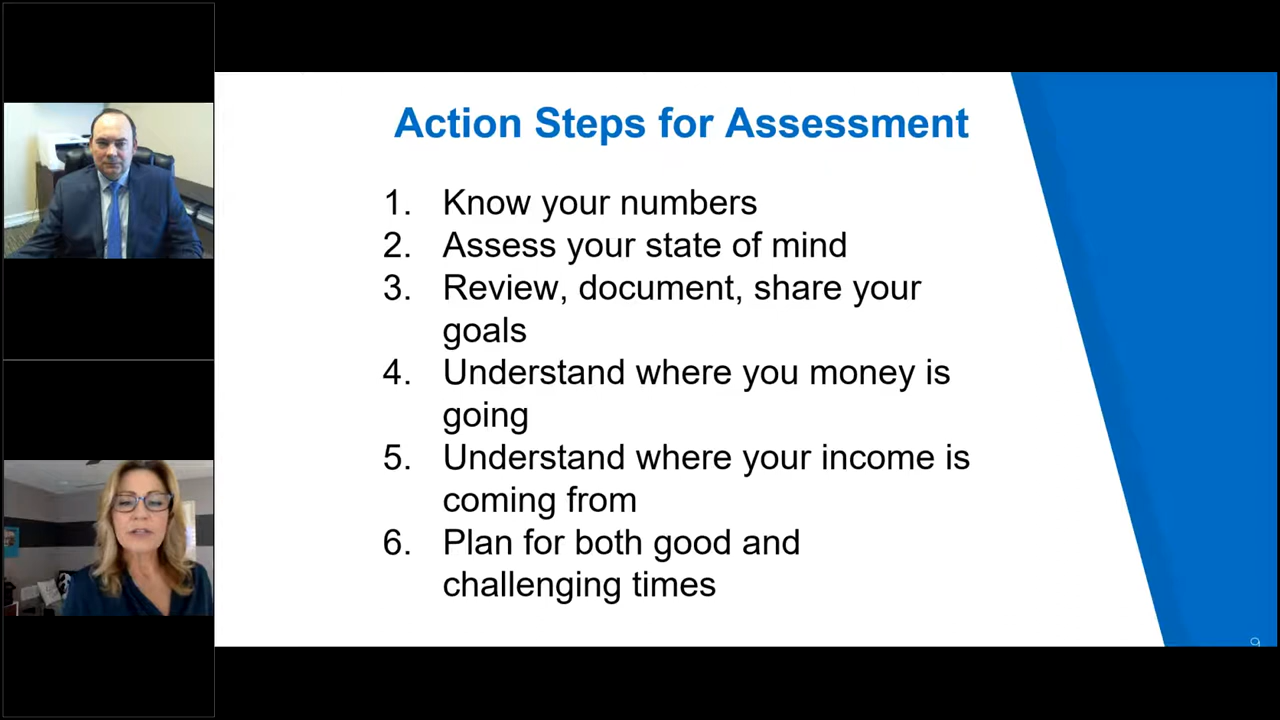 Action Steps for Assessment
1. Know your numbers
2. Assess your state of mind
3. Review, document, share your
goals
4. Understand where you money is
going
5. Understand where your income is
coming from
6. Plan for both good and
challenging times
9